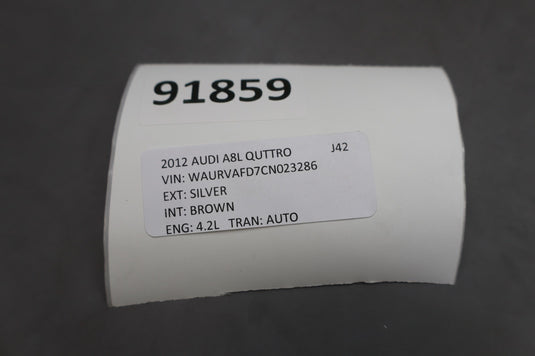 91859
2012 AUDI A8L QUTTRO J42
VIN: WAURVAFD7CN023286
EXT: SILVER
INT: BROWN
ENG: 4.2L TRAN: AUTO